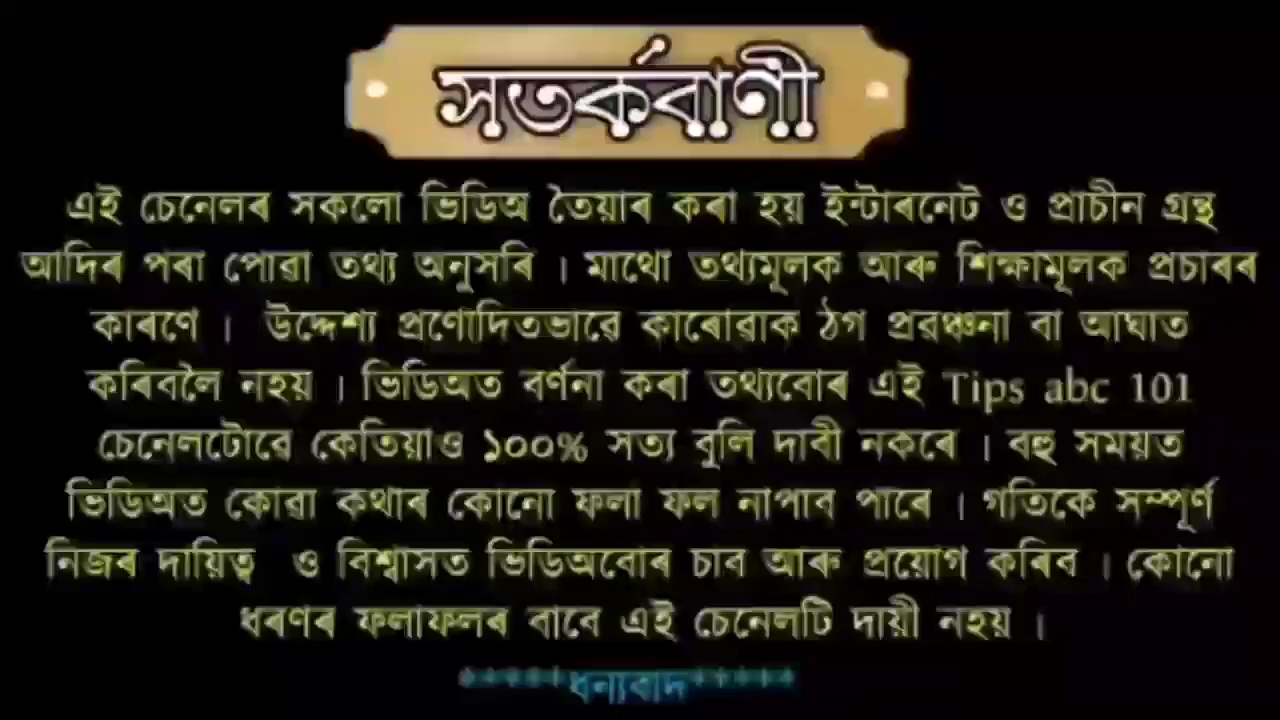 সতৰ্কবাণী
এই চেনেলৰ সকলো ভিডিঅ তৈয়াৰ কৰা হয় ইন্টাৰনেট ও প্ৰাচীন গ্ৰন্থ
আদিৰ পৰা পোৱা তথ্য অনুসৰি । মাথো তথ্যমূলক আৰু শিক্ষামূলক প্ৰচাৰৰ
কাৰণে । উদ্দেশ্য প্ৰণোদিতভাৱে কাৰোৱাক ঠগ প্ৰৱঞ্চনা বা আঘাত
কৰিবলৈ নহয় । ভিডিঅত বৰ্ণনা কৰা তথ্যবোৰ এই Tips abc 101
চেনেলটোৱে কেতিয়াও ১০০% সত্য বুলি দাবী নকৰে । বহু সময়ত
ভিডিঅত কোৱা কথাৰ কোনো ফলা ফল নাপাব পাৰে । গতিকে সম্পূৰ্ণ
নিজৰ দায়িত্ব ও বিশ্বাসত ভিডিঅবোৰ চাব আৰু প্ৰয়োগ কৰিব । কোনো
ধৰণৰ ফলাফলৰ বাবে এই চেনেলটি দায়ী নহয় ।
******ধন্যবাদ******